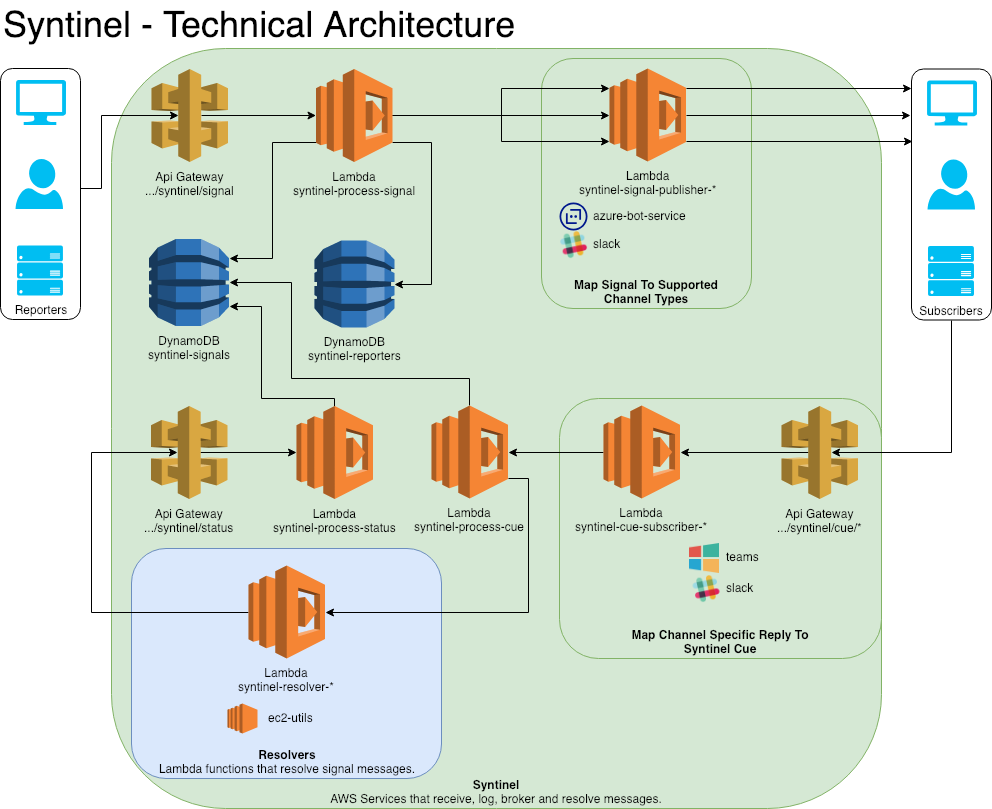 Syntinel - Technical Architecture
Api Gateway
.../syntinel/signal
Lambda
syntinel-process-signal
Lambda
syntinel-signal-publisher-*
azure-bot-service
slack
Map Signal To Supported
Channel Types
Reporters
Subscribers
DynamoDB
syntinel-signals
DynamoDB
syntinel-reporters
Api Gateway
.../syntinel/status
Lambda
syntinel-process-status
Lambda
syntinel-process-cue
Lambda
syntinel-cue-subscriber-*
Api Gateway
.../syntinel/cue/*
teams
slack
Map Channel Specific Reply To
Syntinel Cue
Lambda
syntinel-resolver-*
ec2-utils
Resolvers
Lambda functions that resolve signal messages.
Syntinel
AWS Services that receive, log, broker and resolve messages.